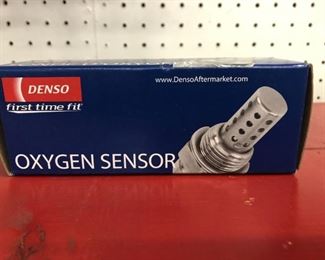 DENSO
first time fit®
www.DensoAftermarket.com
OXYGEN SENSOR